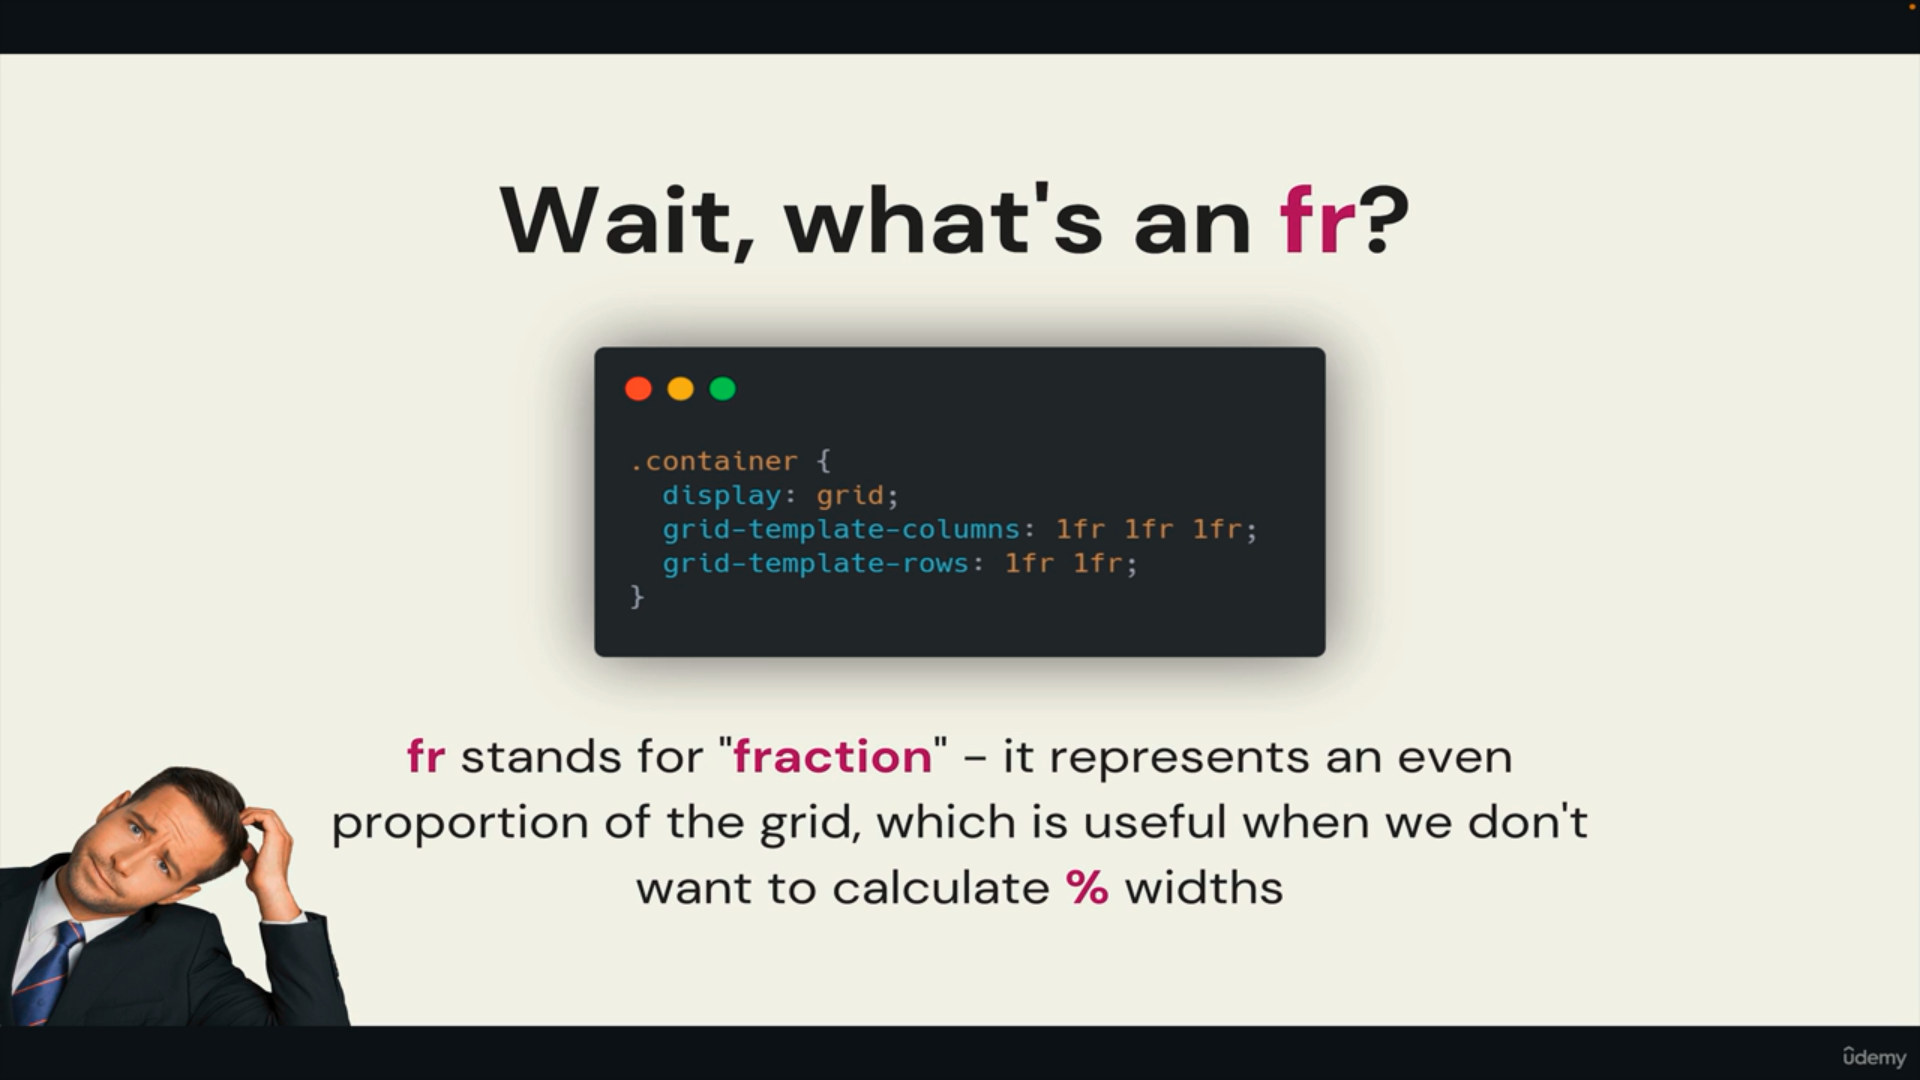 Wait, what's an fr?
.container {
  display: grid;
  grid-template-columns: 1fr 1fr 1fr;
  grid-template-rows: 1fr 1fr;
}
fr stands for "fraction" – it represents an even
proportion of the grid, which is useful when we don't
want to calculate % widths
ûdemy